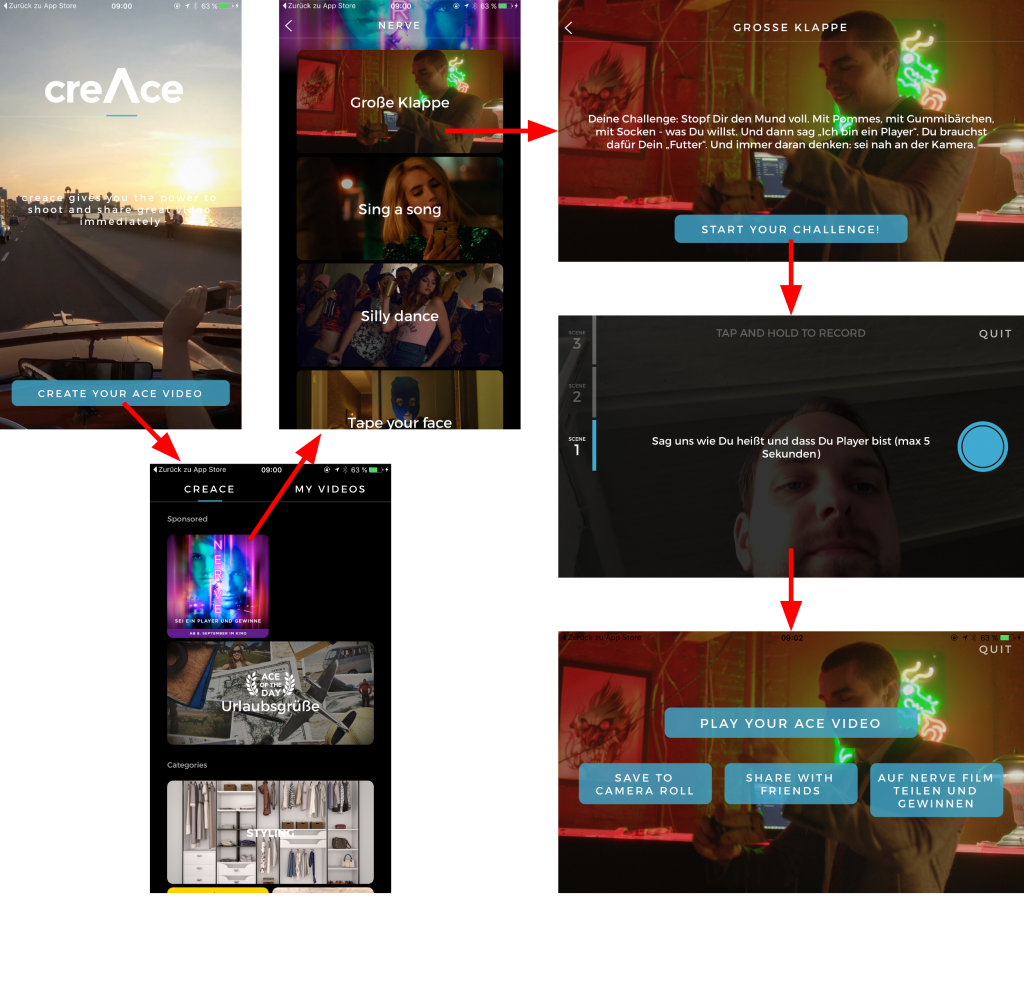 Zurück zu App Store
09:00
63 %
creΛce
creace gives you the power to
shoot and share great video
immediately
CREATE YOUR ACE VIDEO
Zurück zu App Store
09:00
63 %
CREACE
MY VIDEOS
Sponsored
NERVE
SEI EIN PLAYER UND GEWINNE
AB 8. SEPTEMBER IM KINO
ACE
OF THE
DAY
Urlaubsgrüße
Categories
STYLING
Zurück zu App Store
09:00
63 %
NERVE
Große Klappe
Sing a song
Silly dance
Tape your face
GROSSE KLAPPE
Deine Challenge: Stopf Dir den Mund voll. Mit Pommes, mit Gummibärchen,
mit Socken - was Du willst. Und dann sag „Ich bin ein Player“. Du brauchst
dafür Dein „Futter“. Und immer daran denken: sei nah an der Kamera.
START YOUR CHALLENGE!
TAP AND HOLD TO RECORD
QUIT
SCENE
3
SCENE
2
SCENE
1
Sag uns wie Du heißt und dass Du Player bist (max 5
Sekunden)
Zurück zu App Store
09:02
63 %
QUIT
PLAY YOUR ACE VIDEO
SAVE TO
CAMERA ROLL
SHARE WITH
FRIENDS
AUF NERVE FILM
TEILEN UND
GEWINNEN